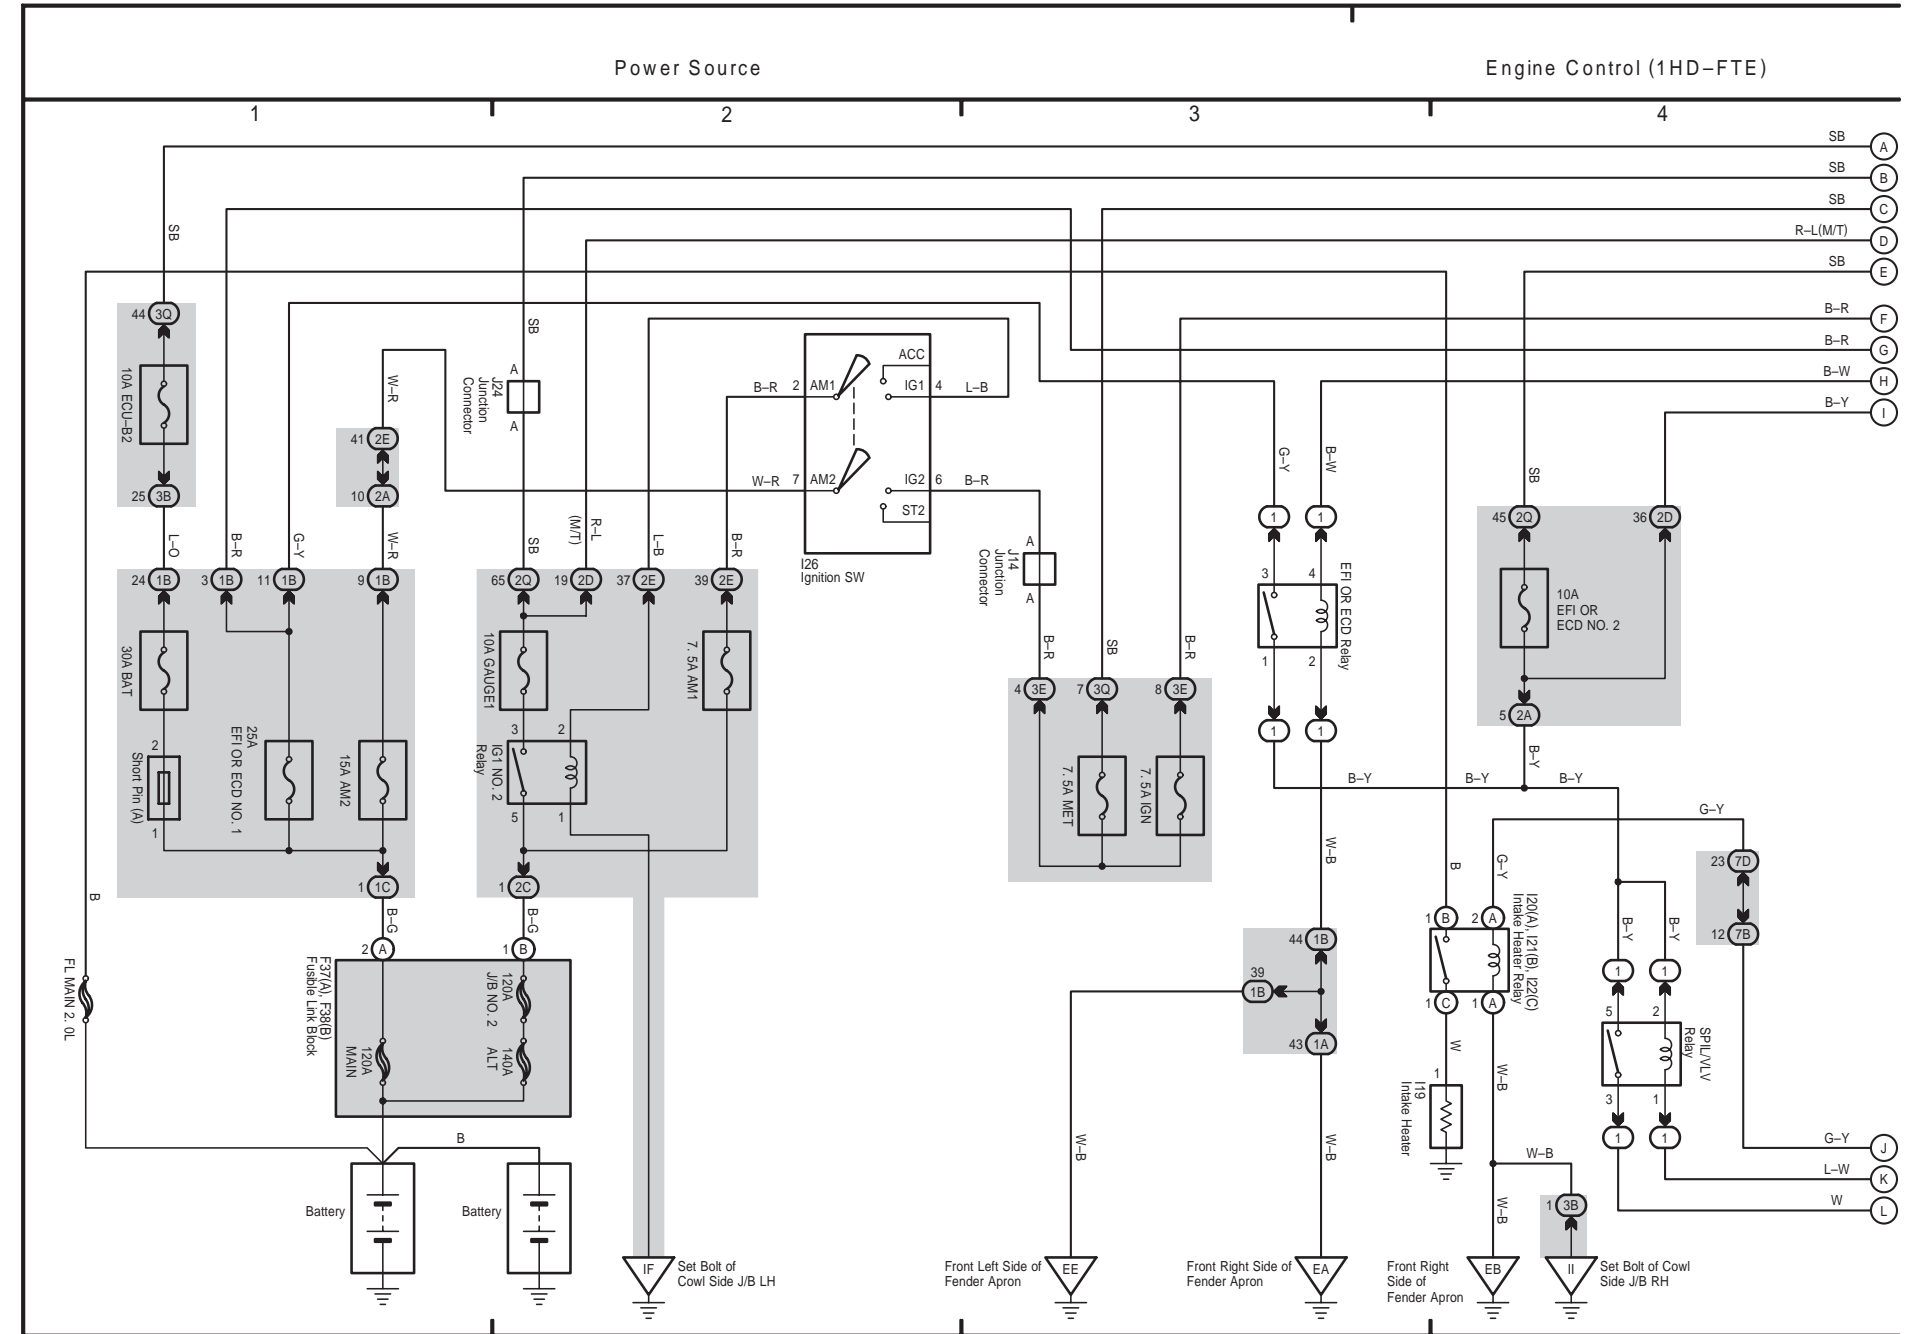 Power Source
Engine Control (1HD–FTE)
1
2
3
4
SB
A
SB
B
SB
C
R–L(M/T)
D
SB
E
B–R
F
B–R
G
B–W
H
B–Y
I
SB
44 3Q
10A ECU–B2
25 3B
L–O
B–R
G–Y
W–R
41 2E
10 2A
W–R
24 1B
3 1B
11 1B
9 1B
30A BAT
2
Short Pin (A)
1
25A
EFI OR ECD NO. 1
15A AM2
1 1C
B–G
2 A
B
FL MAIN 2. 0L
F37(A), F38(B)
Fusible Link Block
120A
MAIN
120A
J/B NO. 2
140A
ALT
B
Battery
Battery
SB
A
J24
Junction
Connector
A
SB
R–L
(M/T)
L–B
B–R
65 2Q
19 2D
37 2E
39 2E
10A GAUGE1
7. 5A AM1
3
2
IG1 NO. 2
Relay
5
1
1 2C
B–G
1 B
IF
Set Bolt of
Cowl Side J/B LH
B–R 2 AM1
ACC
IG1 4 L–B
W–R 7 AM2
IG2 6 B–R
ST2
I26
Ignition SW
A
J14
Junction
Connector
A
B–R
SB
B–R
4 3E
7 3Q
8 3E
7. 5A MET
7. 5A IGN
G–Y
B–W
1
1
3
4
EFI OR ECD Relay
1
2
1
1
B–Y
B–Y
B–Y
W–B
44 1B
39
1B
43 1A
W–B
W–B
Front Left Side of
Fender Apron
EE
Front Right Side of
Fender Apron
EA
SB
45 2Q
36 2D
10A
EFI OR
ECD NO. 2
5 2A
B–Y
G–Y
B
G–Y
1 B
2 A
I20(A), I21(B), I22(C)
Intake Heater Relay
1 C
1 A
W
W–B
1
I19
Intake Heater
W–B
W–B
1 3B
Front Right
Side of
Fender Apron
EB
II
Set Bolt of Cowl
Side J/B RH
23 7D
12 7B
B–Y
B–Y
1
1
5
2
SPIL/VLV
Relay
3
1
1
1
G–Y
J
L–W
K
W
L